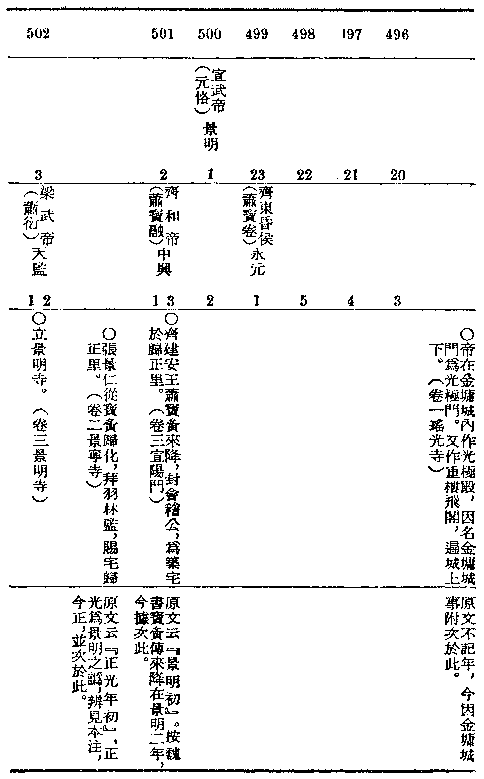 496
197
498
499
500
501
502
宣武帝 景明
（元恪）
20
21
22
23
1
2
3
齊東昏侯 永元
（蕭寶卷）
齊和帝 中興
（蕭寶融）
梁武帝 天監
（蕭衍）
3
4
5
1
2
1 3
1 2
○帝在金墉城內作光極殿，因名金墉城
門爲光極門。又作重樓飛閣，遍城上
下。（卷一瑤光寺）
○齊建安王蕭寶夤來降，封會稽公，爲築宅
於歸正里。（卷三宣陽門）
○張景仁從寶夤歸化，拜羽林監，賜宅歸
正里。（卷二景寧寺）
○立景明寺。（卷三景明寺）
原文不記年，今因金墉城
事附次於此。
原文云『景明初』。按魏
書寶夤傳來降在景明二年，
今據次此。
原文云『正光年初』，正
光爲景明之誤，辨見本注，
今正，並次於此。